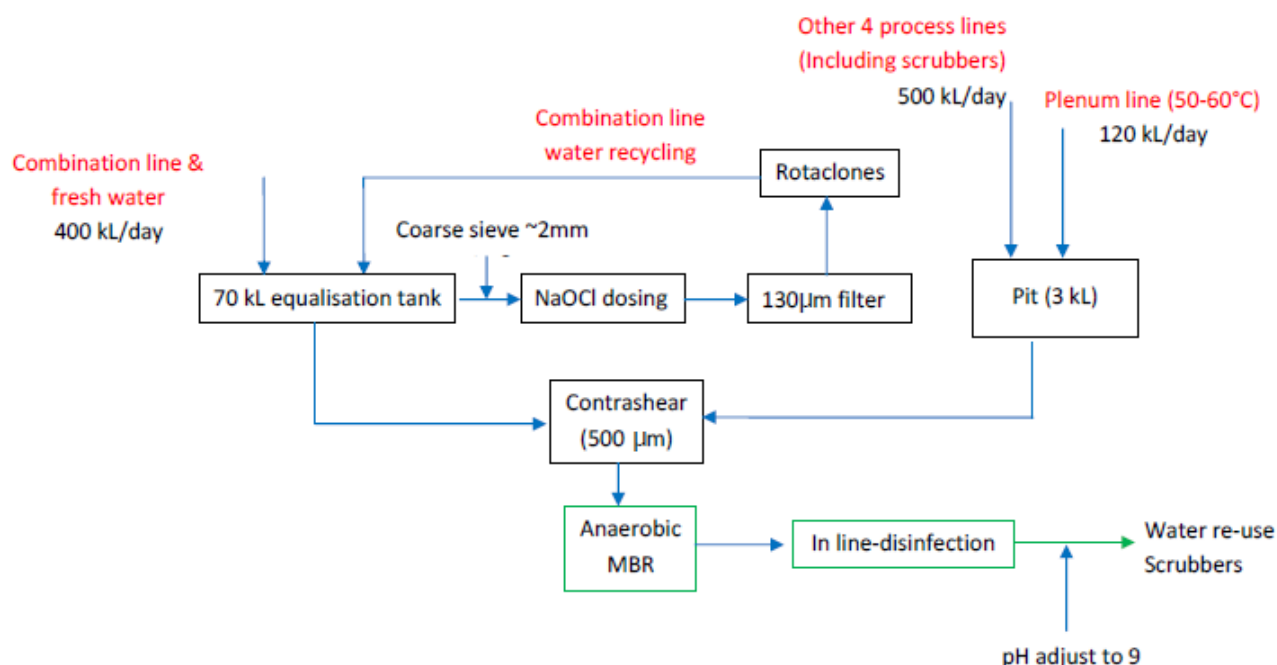 Other 4 process lines
(Including scrubbers)
500 kL/day
Plenum line (50-60°C)
120 kL/day
Combination line
water recycling
Combination line &
fresh water
400 kL/day
Rotaclones
Coarse sieve ~2mm
70 kL equalisation tank
NaOCl dosing
130µm filter
Pit (3 kL)
Contrashear
(500 µm)
Anaerobic
MBR
In line-disinfection
Water re-use
Scrubbers
pH adjust to 9